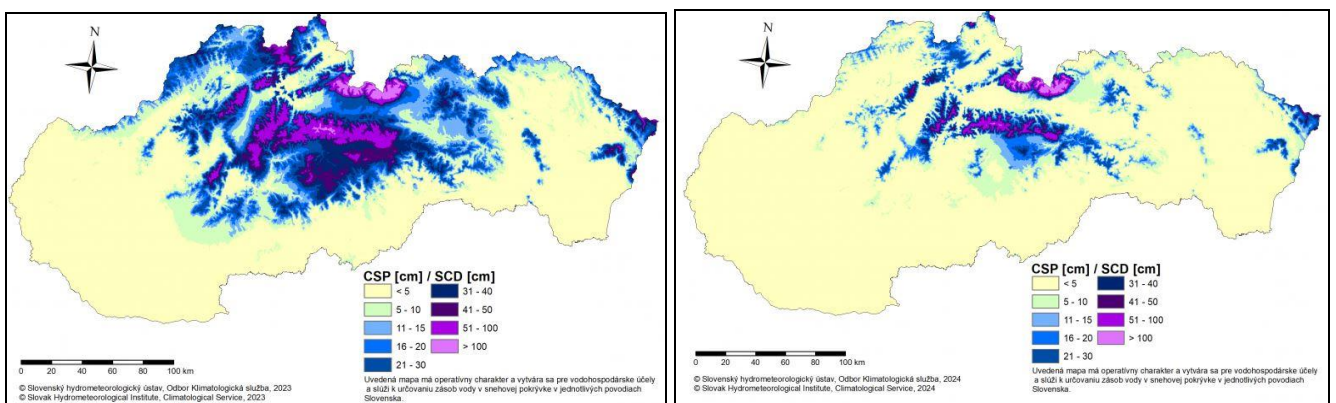 N
CSP [cm] / SCD [cm]
< 5
31 - 40
5 - 10
41 - 50
11 - 15
51 - 100
16 - 20
> 100
21 - 30
0 20 40 60 80 100 km
© Slovenský hydrometeorologický ústav, Odbor Klimatologická služba, 2023
© Slovak Hydrometeorological Institute, Climatological Service, 2023
Uvedená mapa má operatívny charakter a vytvára sa pre vodohospodárske účely
a slúži k určovaniu zásob vody v snehovej pokrývke v jednotlivých povodiach
Slovenska.
N
CSP [cm] / SCD [cm]
< 5
31 - 40
5 - 10
41 - 50
11 - 15
51 - 100
16 - 20
> 100
21 - 30
0 20 40 60 80 100 km
© Slovenský hydrometeorologický ústav, Odbor Klimatologická služba, 2024
© Slovak Hydrometeorological Institute, Climatological Service, 2024
Uvedená mapa má operatívny charakter a vytvára sa pre vodohospodárske účely
a slúži k určovaniu zásob vody v snehovej pokrývke v jednotlivých povodiach
Slovenska.